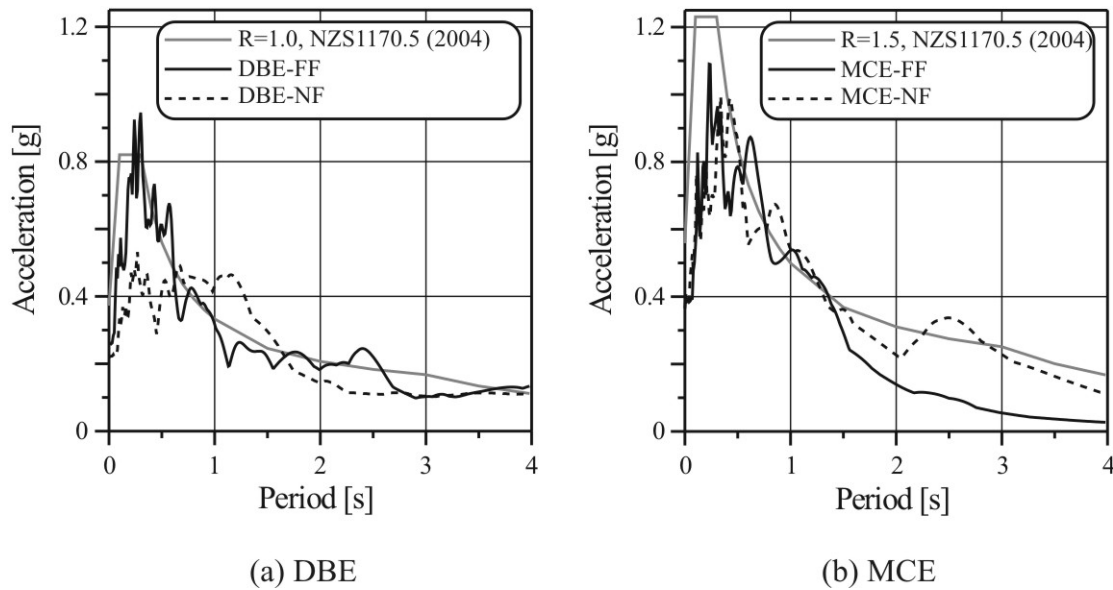 1.2
0.8
0.4
0
Acceleration [g]
R=1.0, NZS1170.5 (2004)
DBE-FF
DBE-NF
0 1 2 3 4
Period [s]
(a) DBE
1.2
0.8
0.4
0
Acceleration [g]
R=1.5, NZS1170.5 (2004)
MCE-FF
MCE-NF
0 1 2 3 4
Period [s]
(b) MCE